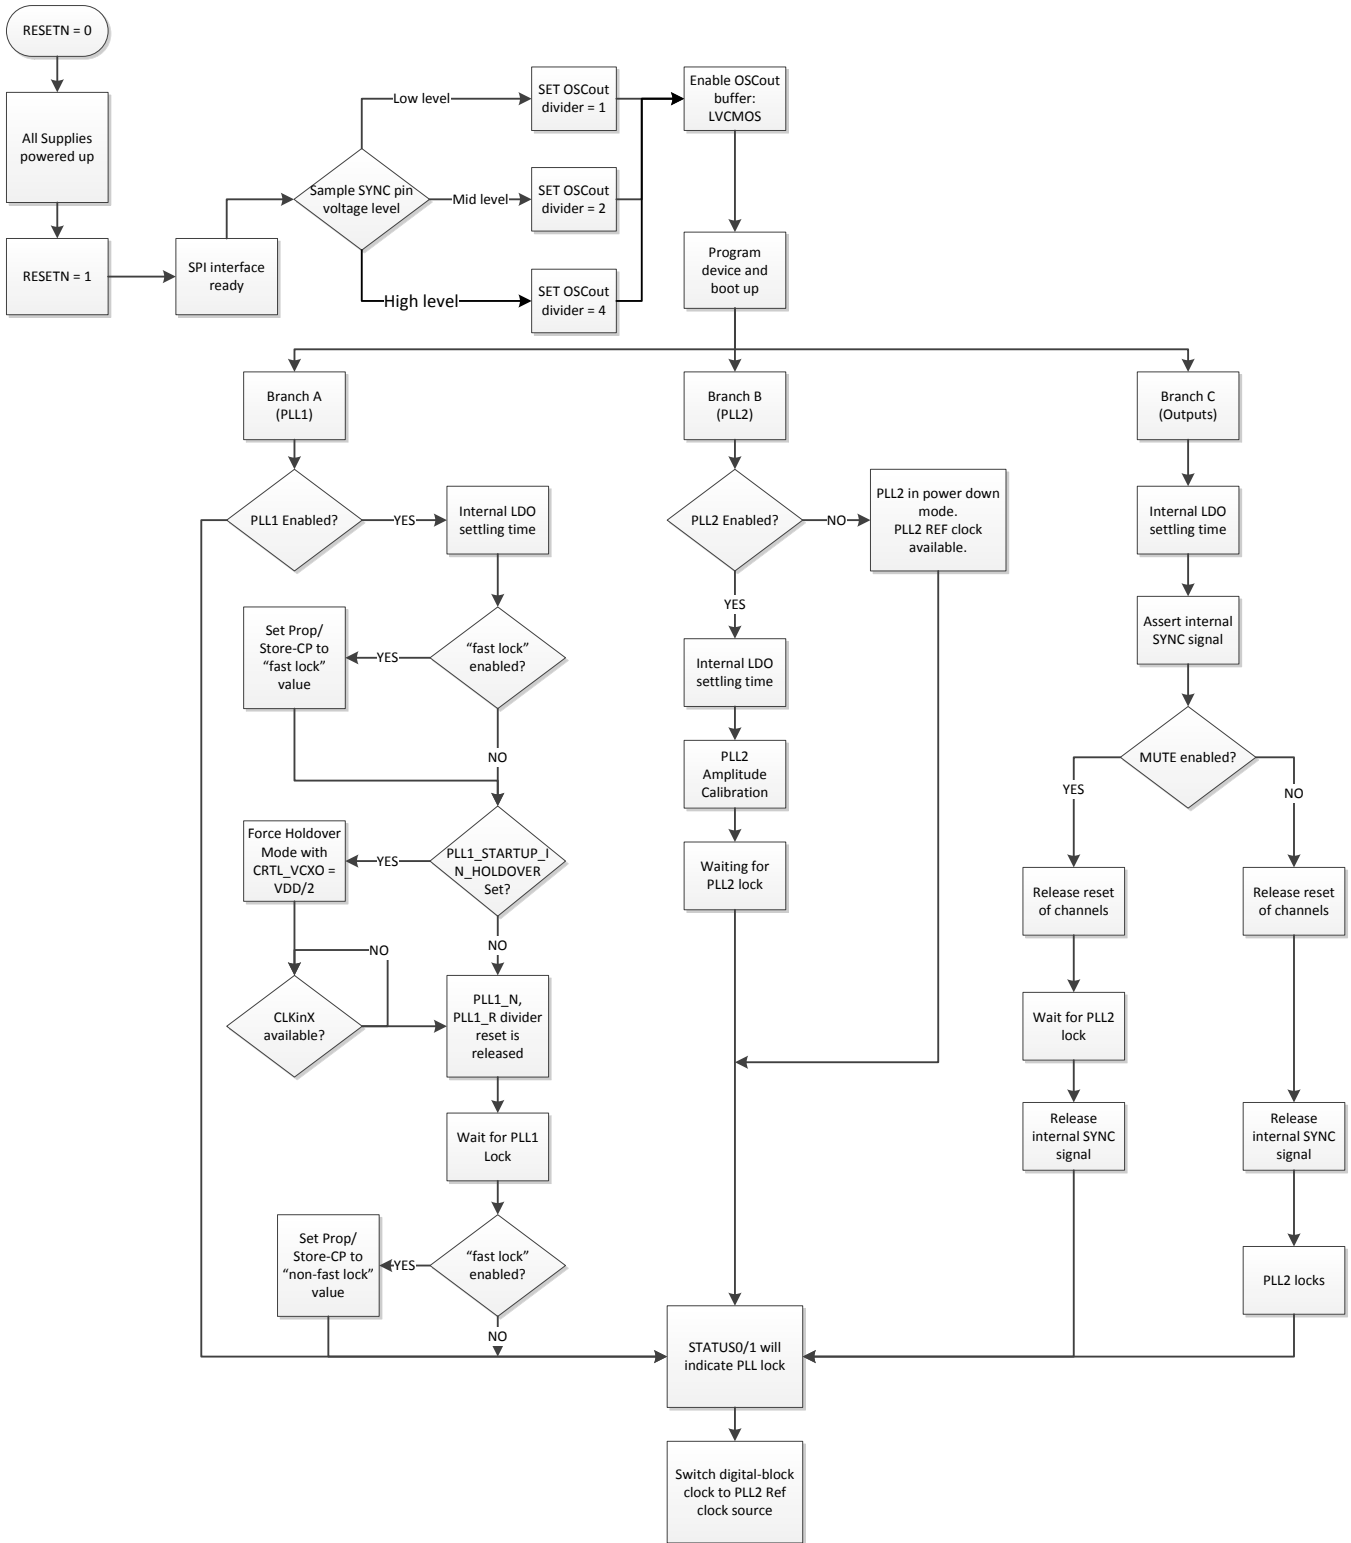 RESETN = 0
All Supplies
powered up
RESETN = 1
SPI interface
ready
Sample SYNC pin
voltage level
Low level
Mid level
High level
SET OSCout
divider = 1
SET OSCout
divider = 2
SET OSCout
divider = 4
Enable OSCout
buffer:
LVCMOS
Program
device and
boot up
Branch A
(PLL1)
PLL1 Enabled?
YES
Internal LDO
settling time
"fast lock"
enabled?
YES
Set Prop/
Store-CP to
"fast lock"
value
NO
PLL1_STARTUP_I
N_HOLDOVER
Set?
YES
Force Holdover
Mode with
CRTL_VCXO =
VDD/2
NO
NO
CLKinX
available?
PLL1_N,
PLL1_R divider
reset is
released
Wait for PLL1
Lock
"fast lock"
enabled?
YES
Set Prop/
Store-CP to
"non-fast lock"
value
NO
Branch B
(PLL2)
PLL2 Enabled?
NO
PLL2 in power down
mode.
PLL2 REF clock
available.
YES
Internal LDO
settling time
PLL2
Amplitude
Calibration
Waiting for
PLL2 lock
Branch C
(Outputs)
Internal LDO
settling time
Assert internal
SYNC signal
MUTE enabled?
YES
NO
Release reset
of channels
Wait for PLL2
lock
Release
internal SYNC
signal
Release reset
of channels
Release
internal SYNC
signal
PLL2 locks
STATUS0/1 will
indicate PLL lock
Switch digital-block
clock to PLL2 Ref
clock source